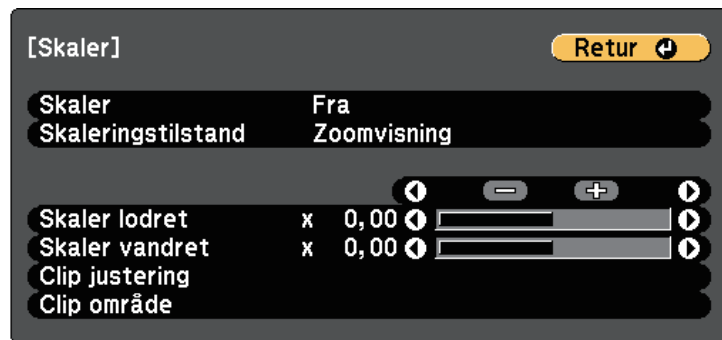 [Skaler] Retur
Skaler Fra
Skaleringstilstand Zoomvisning
Skaler lodret x 0,00
Skaler vandret x 0,00
Clip justering
Clip område